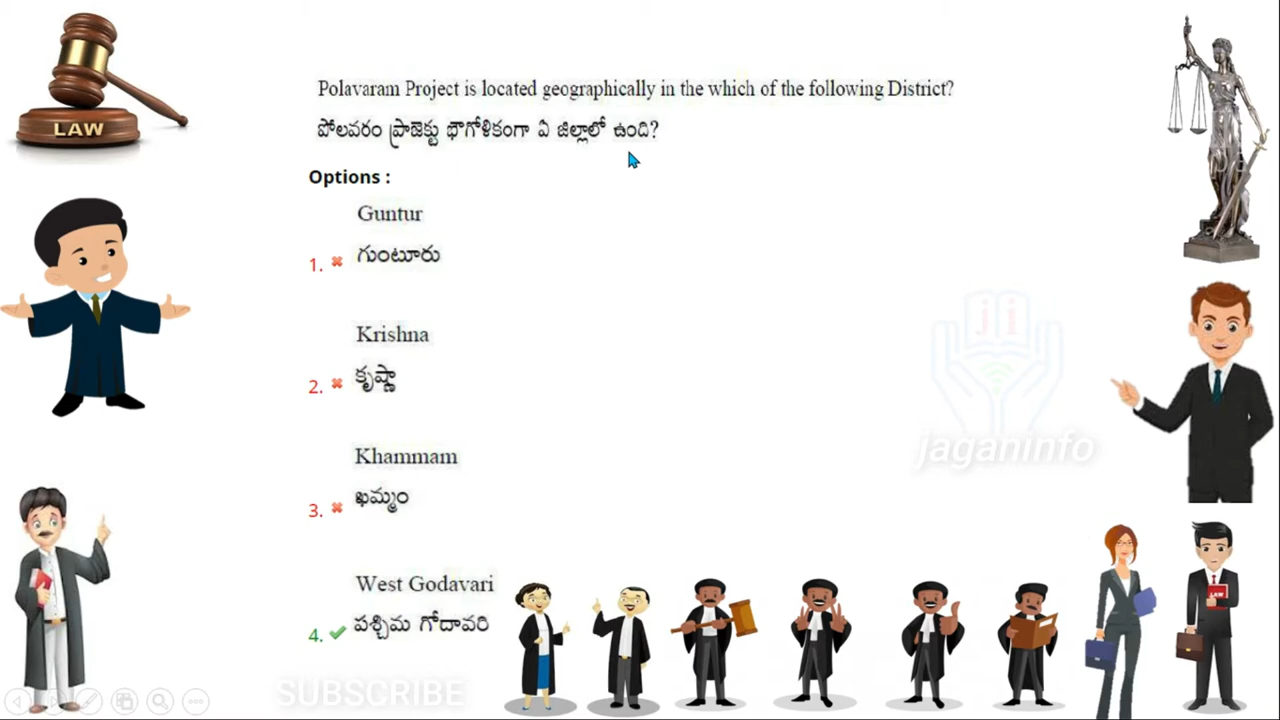 LAW
Polavaram Project is located geographically in the which of the following District?
పోలవరం ప్రాజెక్టు భౌగోళికంగా ఏ జిల్లాలో ఉంది?
Options :
Guntur
1. గుంటూరు
Krishna
2. కృష్ణా
Khammam
3. ఖమ్మం
West Godavari
4. పశ్చిమ గోదావరి
ji
jaganinfo
LAW
SUBSCRIBE